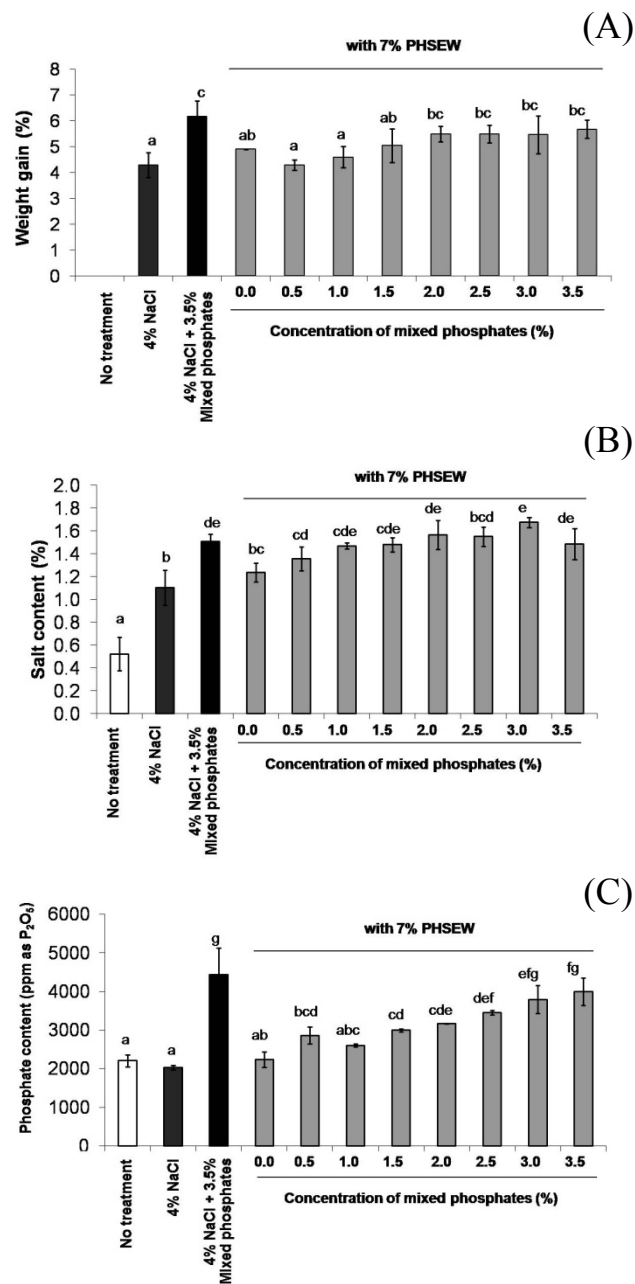 (A)
with 7% PHSEW
Weight gain (%)
8
7
6
5
4
3
2
1
0
a
c
ab
a
a
ab
bc
bc
bc
bc
No treatment
4% NaCl
4% NaCl + 3.5%
Mixed phosphates
0.0 0.5 1.0 1.5 2.0 2.5 3.0 3.5
Concentration of mixed phosphates (%)
(B)
with 7% PHSEW
Salt content (%)
2.0
1.8
1.6
1.4
1.2
1.0
0.8
0.6
0.4
0.2
0.0
a
b
de
bc
cd
cde
cde
de
bcd
e
de
No treatment
4% NaCl
4% NaCl + 3.5%
Mixed phosphates
0.0 0.5 1.0 1.5 2.0 2.5 3.0 3.5
Concentration of mixed phosphates (%)
(C)
with 7% PHSEW
Phosphate content (ppm as P₂O₅)
6000
5000
4000
3000
2000
1000
0
a
a
g
ab
bcd
abc
cd
cde
def
efg
fg
No treatment
4% NaCl
4% NaCl + 3.5%
Mixed phosphates
0.0 0.5 1.0 1.5 2.0 2.5 3.0 3.5
Concentration of mixed phosphates (%)